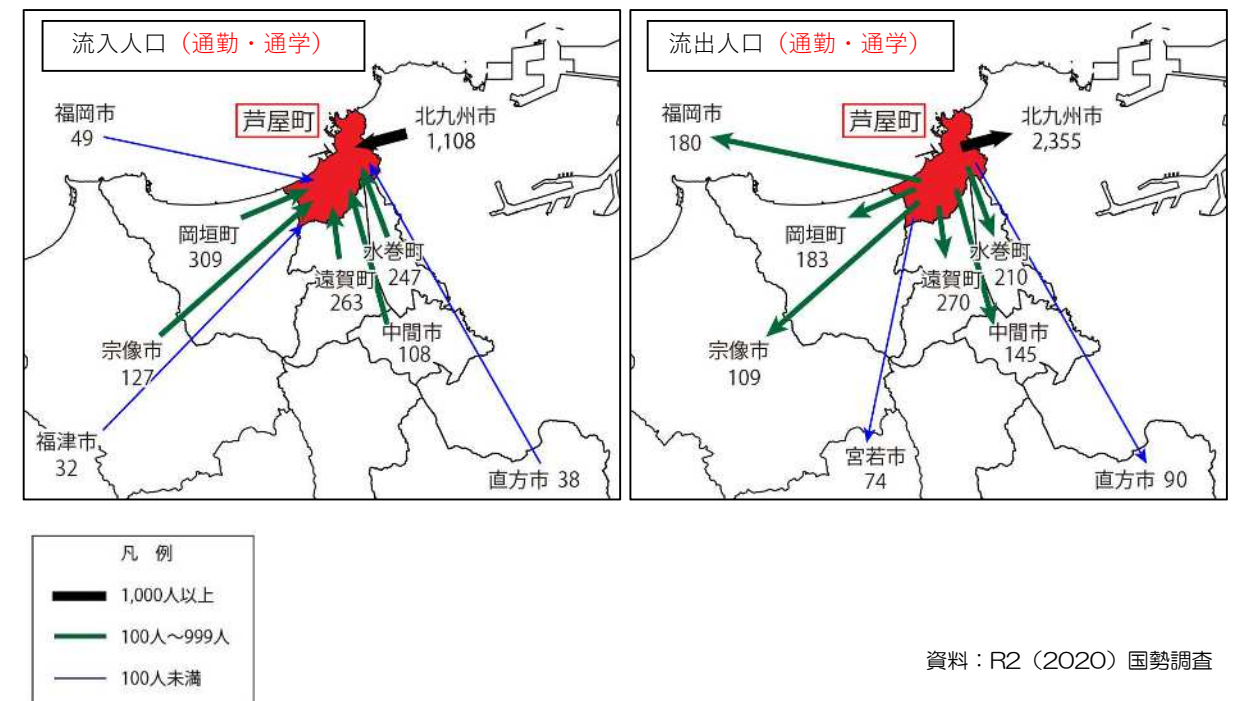 流入人口（通勤・通学）
福岡市
49
芦屋町
北九州市
1,108
岡垣町
309
水巻町
247
遠賀町
263
宗像市
127
中間市
108
福津市
32
直方市 38
流出人口（通勤・通学）
福岡市
180
芦屋町
北九州市
2,355
岡垣町
183
水巻町
210
遠賀町
270
宗像市
109
中間市
145
宮若市
74
直方市 90
凡 例
1,000人以上
100人～999人
100人未満
資料：R2（2020）国勢調査